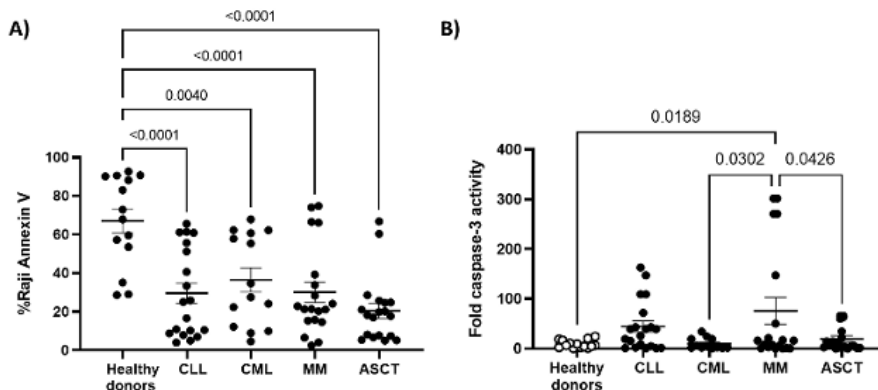 A)
<0.0001
<0.0001
0.0040
<0.0001
%Raji Annexin V
100
80
60
40
20
0
Healthy donors
CLL
CML
MM
ASCT
B)
0.0189
0.0302
0.0426
Fold caspase-3 activity
400
300
200
100
0
Healthy donors
CLL
CML
MM
ASCT